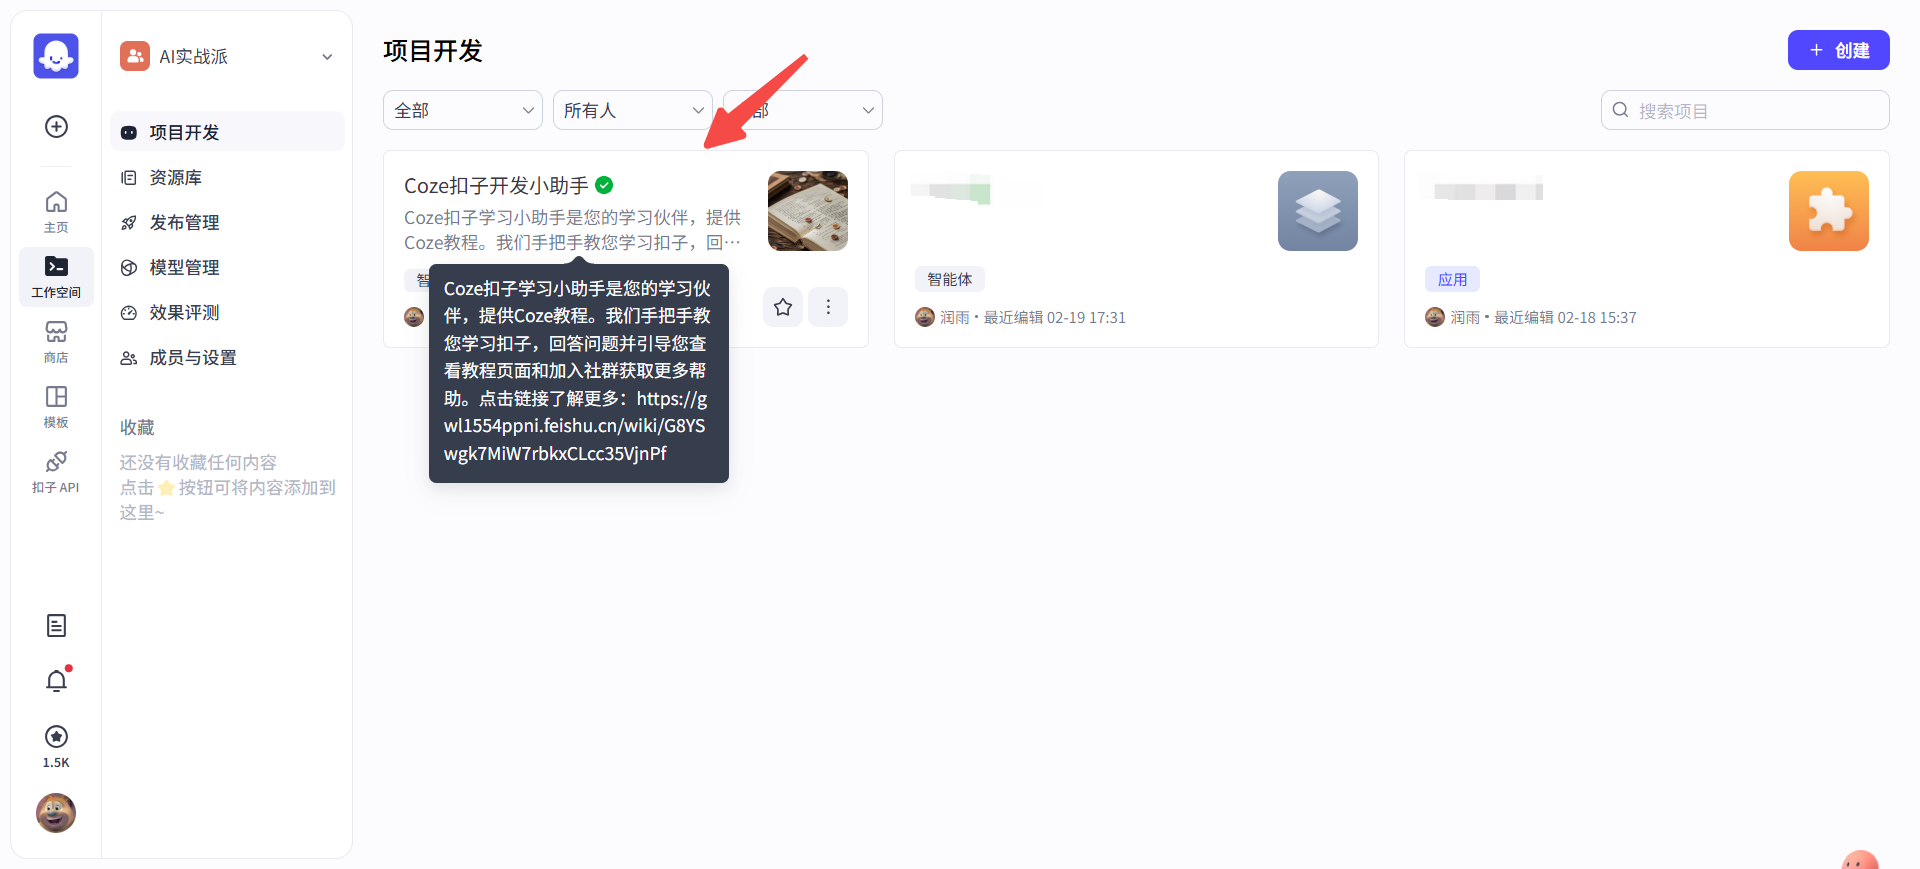 主页
工作空间
商店
模板
扣子 API
1.5K
AI实战派
项目开发
资源库
发布管理
模型管理
效果评测
成员与设置
收藏
还没有收藏任何内容
点击⭐按钮可将内容添加到
这里~
项目开发
创建
全部
所有人
部
搜索项目
Coze扣子开发小助手
Coze扣子学习小助手是您的学习伙伴，提供
Coze教程。我们手把手教您学习扣子，回…
智
Coze扣子学习小助手是您的学习伙
伴，提供Coze教程。我们手把手教
您学习扣子，回答问题并引导您查
看教程页面和加入社群获取更多帮
助。点击链接了解更多：https://g
wl1554ppni.feishu.cn/wiki/G8YS
wgk7MiW7rbkxCLcc35VjnPf
智能体
润雨 • 最近编辑 02-19 17:31
应用
润雨 • 最近编辑 02-18 15:37